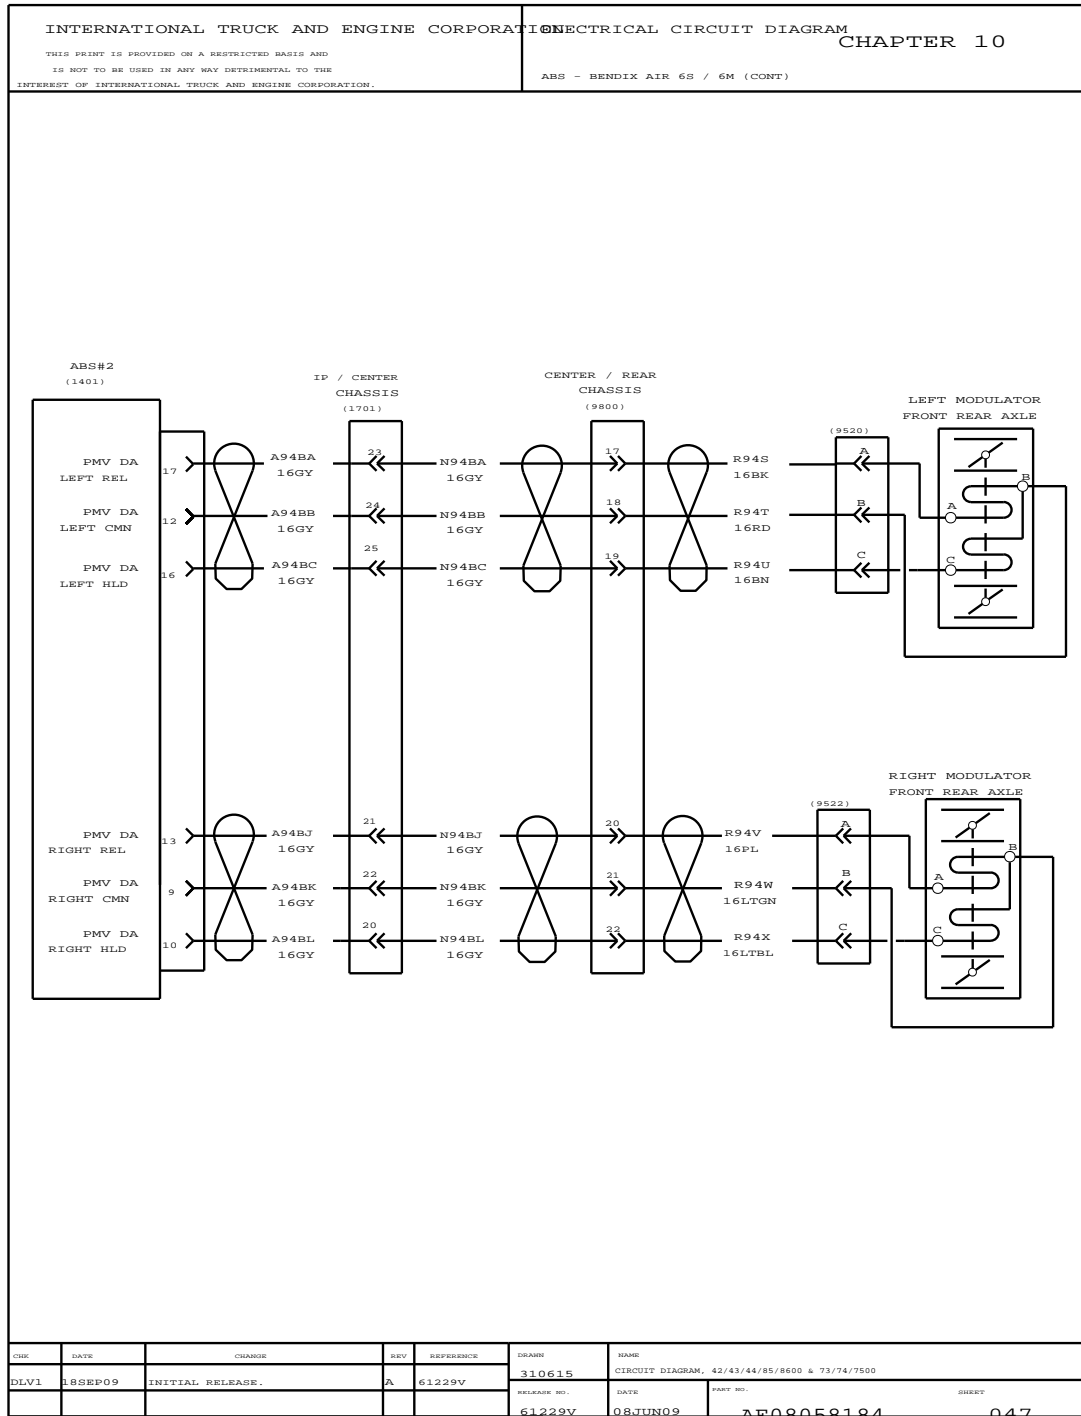 INTERNATIONAL TRUCK AND ENGINE CORPORATION
THIS PRINT IS PROVIDED ON A RESTRICTED BASIS AND
IS NOT TO BE USED IN ANY WAY DETRIMENTAL TO THE
INTEREST OF INTERNATIONAL TRUCK AND ENGINE CORPORATION.
ELECTRICAL CIRCUIT DIAGRAM
CHAPTER 10
ABS - BENDIX AIR 6S / 6M (CONT)
ABS#2
(1401)
IP / CENTER
CHASSIS
(1701)
CENTER / REAR
CHASSIS
(9800)
LEFT MODULATOR
FRONT REAR AXLE
(9520)
PMV DA
LEFT REL
17
A94BA
16GY
23
N94BA
16GY
17
R94S
16BK
A
B
PMV DA
LEFT CMN
12
A94BB
16GY
24
N94BB
16GY
18
R94T
16RD
B
A
PMV DA
LEFT HLD
16
A94BC
16GY
25
N94BC
16GY
19
R94U
16BN
C
C
RIGHT MODULATOR
FRONT REAR AXLE
(9522)
PMV DA
RIGHT REL
13
A94BJ
16GY
21
N94BJ
16GY
20
R94V
16PL
A
B
PMV DA
RIGHT CMN
9
A94BK
16GY
22
N94BK
16GY
21
R94W
16LTGN
B
A
PMV DA
RIGHT HLD
10
A94BL
16GY
20
N94BL
16GY
22
R94X
16LTBL
C
C
CHK DATE CHANGE REV REFERENCE
DLV1 18SEP09 INITIAL RELEASE. A 61229V
DRAWN
310615
NAME
CIRCUIT DIAGRAM, 42/43/44/85/8600 & 73/74/7500
RELEASE NO.
61229V
DATE
08JUN09
PART NO.
AF08058184
SHEET
047